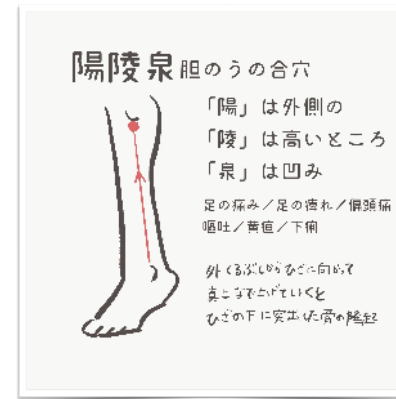 陽陵泉 胆のうの合穴
「陽」は外側の
「陵」は高いところ
「泉」は凹み
足の痛み／足の痺れ／偏頭痛
嘔吐／黄疸／下痢
外くるぶしからひざに向かって
真上なで上げていくと
ひざの下に突出した骨の隆起